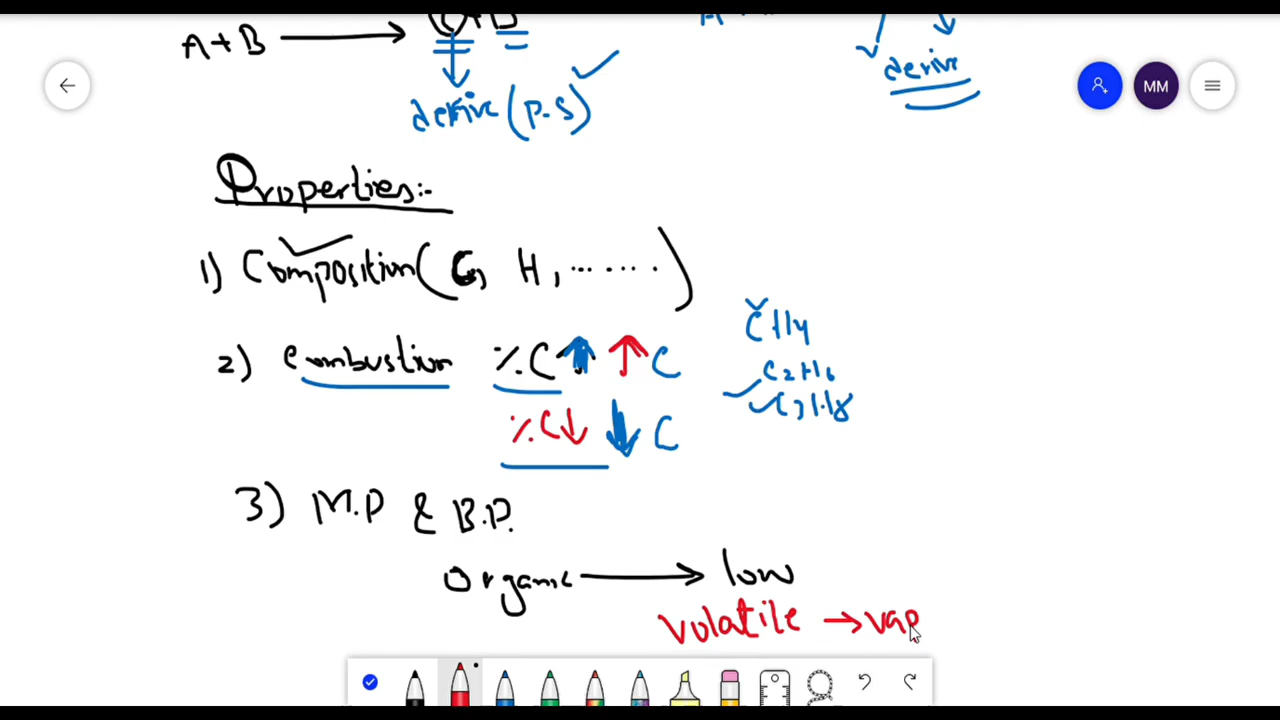 A+B → C+D
derive (P.S)
derive
MM
Properties:-
1) Composition (C, H, ........)
2) Combustion %C ↑ ↑ C
%C ↓ ↓ C
CH4
C2H6
C3H8
3) M.P & B.P.
Organic → low
Volatile → vap